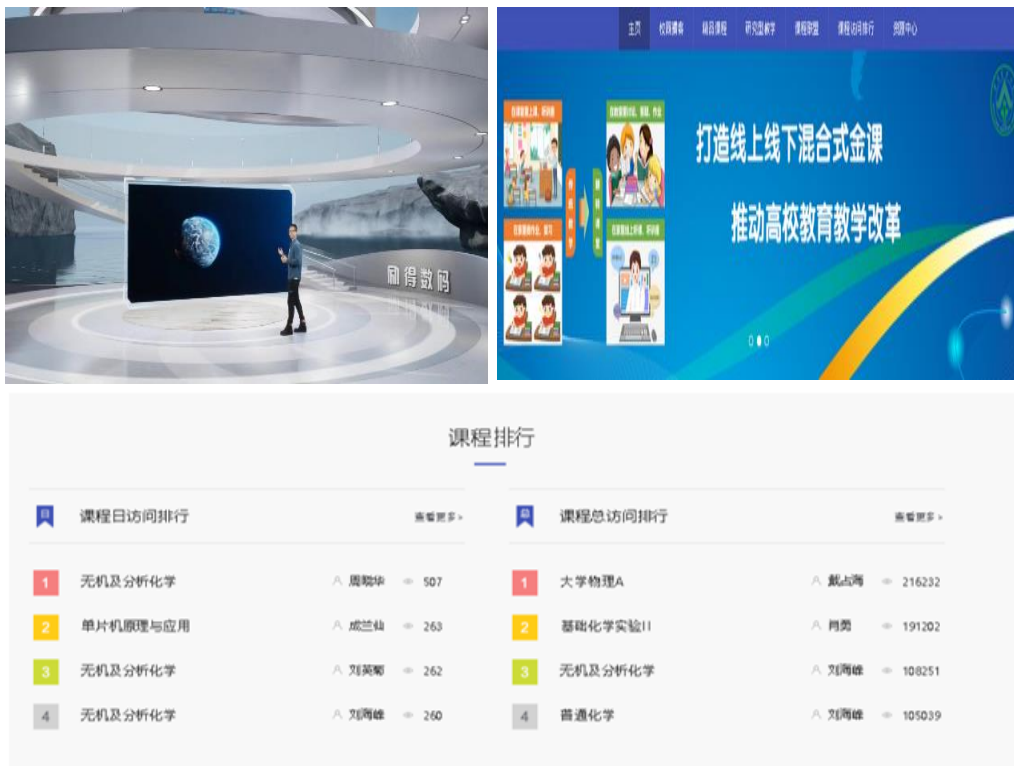 励得数码
主页 校园播客 精品课程 研究型教学 课程联盟 课程访问排行 资源中心
打造线上线下混合式金课
推动高校教育教学改革
课程排行
课程日访问排行 查看更多>
1 无机及分析化学 周晓华 507
2 单片机原理与应用 成兰仙 263
3 无机及分析化学 刘英菊 262
4 无机及分析化学 刘海峰 260
课程总访问排行 查看更多>
1 大学物理A 戴占海 216232
2 基础化学实验II 肖勇 191202
3 无机及分析化学 刘海峰 108251
4 普通化学 刘海峰 105039